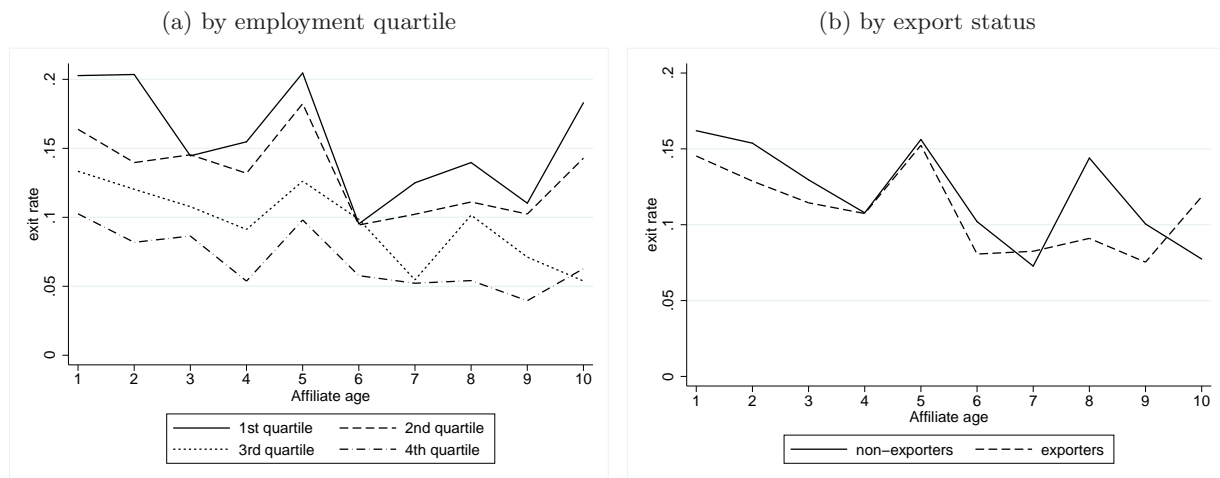 (a) by employment quartile
.2
.15
.1
.05
0
exit rate
1 2 3 4 5 6 7 8 9 10
Affiliate age
1st quartile 2nd quartile
3rd quartile 4th quartile
(b) by export status
.2
.15
.1
.05
0
exit rate
1 2 3 4 5 6 7 8 9 10
Affiliate age
non−exporters exporters